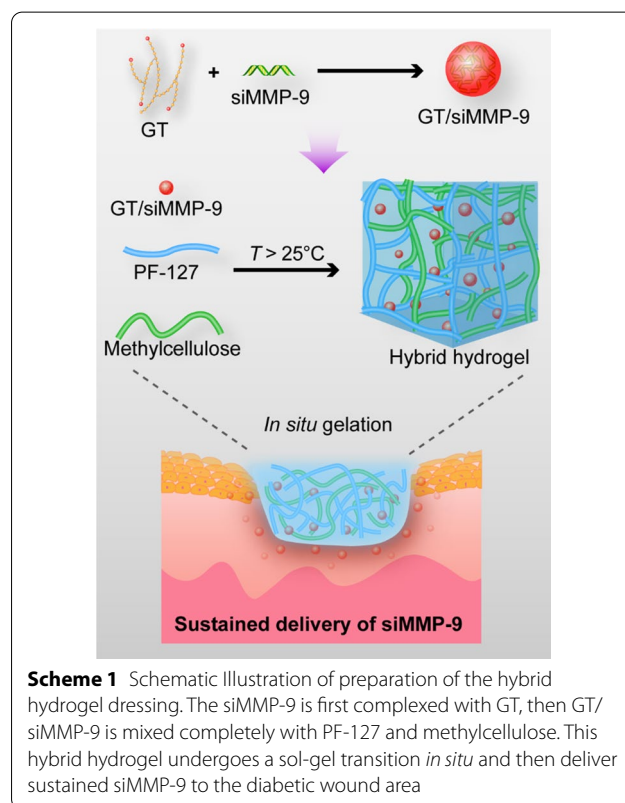 GT
+
siMMP-9
GT/siMMP-9
GT/siMMP-9
PF-127
T > 25°C
Methylcellulose
Hybrid hydrogel
In situ gelation
Sustained delivery of siMMP-9
Scheme 1 Schematic Illustration of preparation of the hybrid
hydrogel dressing. The siMMP-9 is first complexed with GT, then GT/
siMMP-9 is mixed completely with PF-127 and methylcellulose. This
hybrid hydrogel undergoes a sol-gel transition in situ and then deliver
sustained siMMP-9 to the diabetic wound area